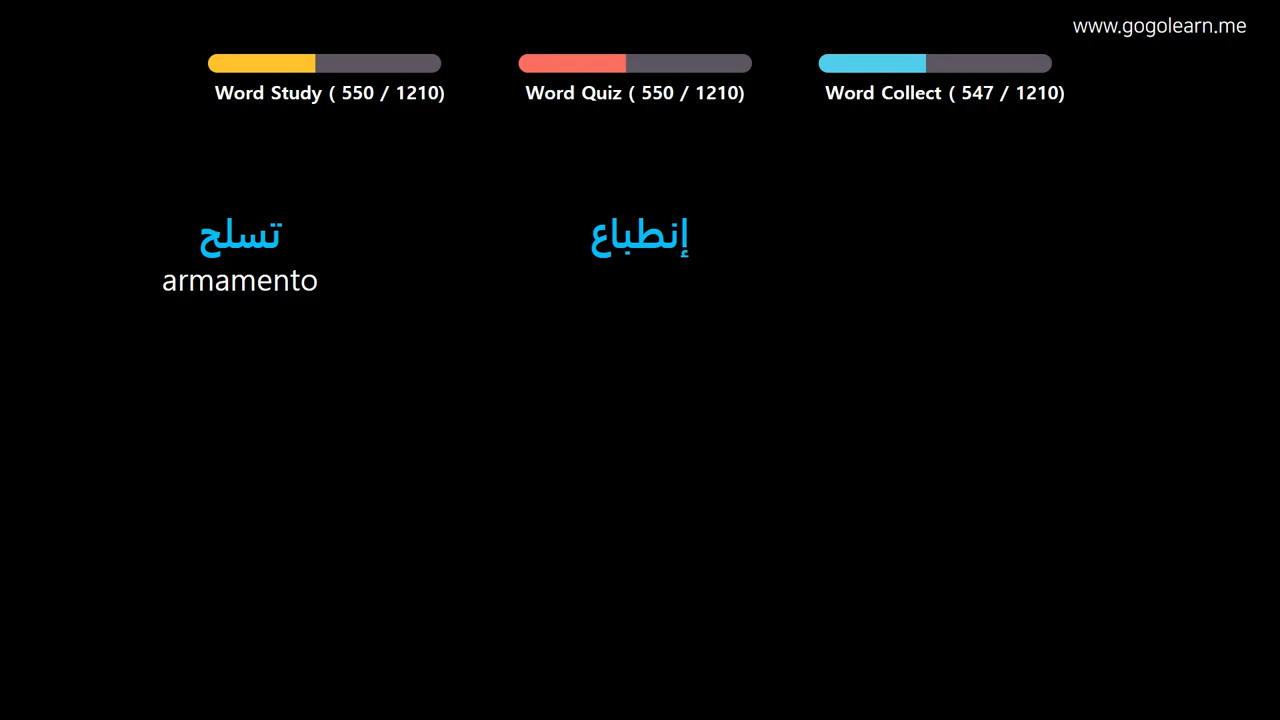 www.gogolearn.me
Word Study ( 550 / 1210)
Word Quiz ( 550 / 1210)
Word Collect ( 547 / 1210)
تسلح
armamento
إنطباع